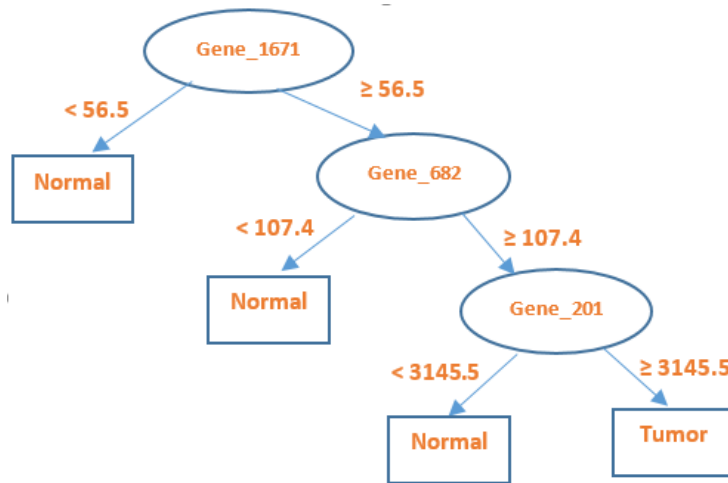 Gene_1671
< 56.5
≥ 56.5
Normal
Gene_682
< 107.4
≥ 107.4
Normal
Gene_201
< 3145.5
≥ 3145.5
Normal
Tumor